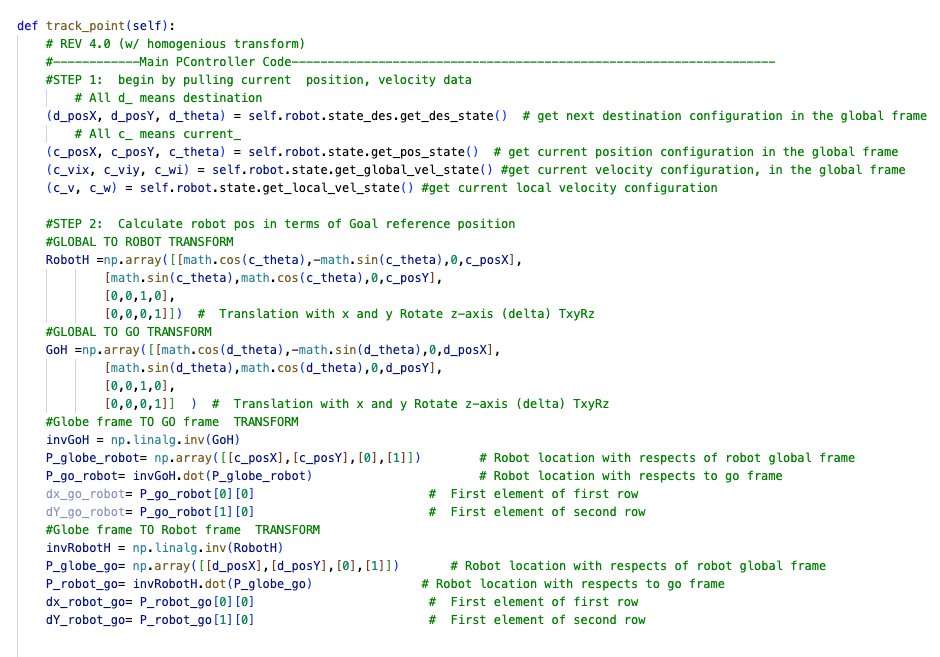 def track_point(self):
# REV 4.0 (w/ homogenious transform)
#------------Main PController Code-------------------------------------------------------------------
#STEP 1:  begin by pulling current  position, velocity data
# All d_ means destination
(d_posX, d_posY, d_theta) = self.robot.state_des.get_des_state()  # get next destination configuration in the global frame
# All c_ means current_
(c_posX, c_posY, c_theta) = self.robot.state.get_pos_state()  # get current position configuration in the global frame
(c_vix, c_viy, c_wi) = self.robot.state.get_global_vel_state() #get current velocity configuration, in the global frame
(c_v, c_w) = self.robot.state.get_local_vel_state() #get current local velocity configuration
#STEP 2:  Calculate robot pos in terms of Goal reference position
#GLOBAL TO ROBOT TRANSFORM
RobotH =np.array([[math.cos(c_theta),-math.sin(c_theta),0,c_posX],
[math.sin(c_theta),math.cos(c_theta),0,c_posY],
[0,0,1,0],
[0,0,0,1]])  #  Translation with x and y Rotate z-axis (delta) TxyRz
#GLOBAL TO GO TRANSFORM
GoH =np.array([[math.cos(d_theta),-math.sin(d_theta),0,d_posX],
[math.sin(d_theta),math.cos(d_theta),0,d_posY],
[0,0,1,0],
[0,0,0,1]]  )  #  Translation with x and y Rotate z-axis (delta) TxyRz
#Globe frame TO GO frame  TRANSFORM
invGoH = np.linalg.inv(GoH)
P_globe_robot= np.array([[c_posX],[c_posY],[0],[1]])        # Robot location with respects of robot global frame
P_go_robot= invGoH.dot(P_globe_robot)                       # Robot location with respects to go frame
dx_go_robot= P_go_robot[0][0]                        #  First element of first row
dY_go_robot= P_go_robot[1][0]                        #  First element of second row
#Globe frame TO Robot frame  TRANSFORM
invRobotH = np.linalg.inv(RobotH)
P_globe_go= np.array([[d_posX],[d_posY],[0],[1]])       # Robot location with respects of robot global frame
P_robot_go= invRobotH.dot(P_globe_go)               # Robot location with respects to go frame
dx_robot_go= P_robot_go[0][0]                        #  First element of first row
dY_robot_go= P_robot_go[1][0]                        #  First element of second row